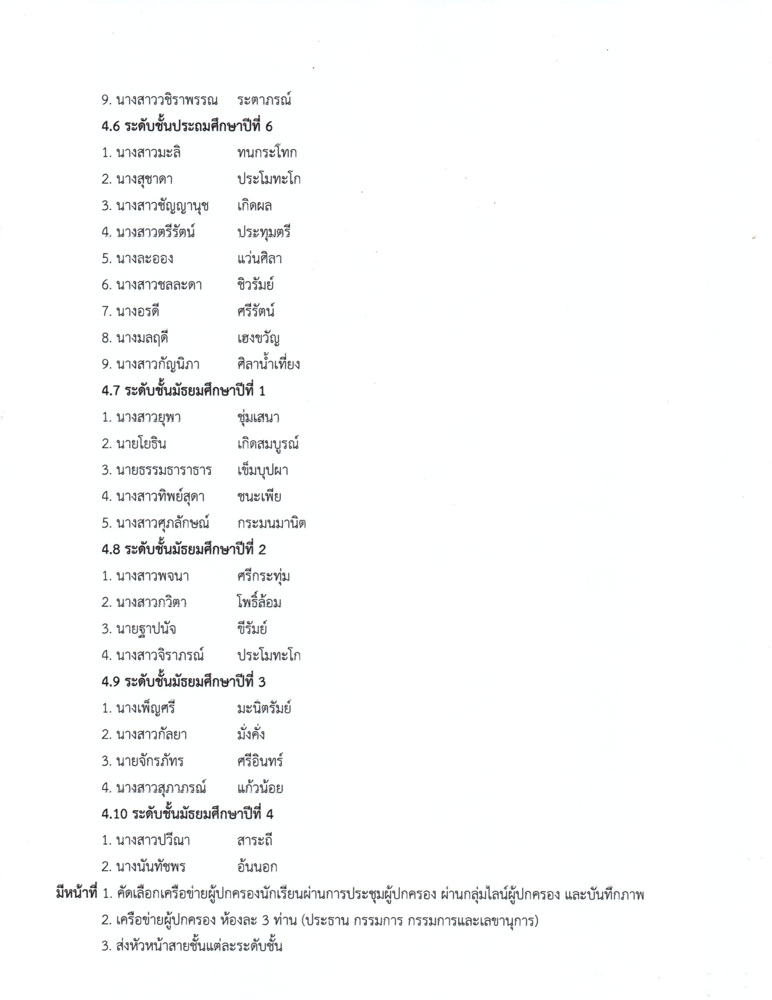 9. นางสาววชิราพรรณ ระตาภรณ์
4.6 ระดับชั้นประถมศึกษาปีที่ 6
1. นางสาวมะลิ ทนกระโทก
2. นางสุชาดา ประโมทะโก
3. นางสาวชัญญานุช เกิดผล
4. นางสาวตรีรัตน์ ประทุมตรี
5. นางละออง แว่นศิลา
6. นางสาวชลละดา ชิวรัมย์
7. นางอรดี ศรีรัตน์
8. นางมลฤดี เฮงขวัญ
9. นางสาวกัญนิภา ศิลาน้ำเที่ยง
4.7 ระดับชั้นมัธยมศึกษาปีที่ 1
1. นางสาวยุพา ชุ่มเสนา
2. นายโยธิน เกิดสมบูรณ์
3. นายธรรมธาราธาร เข็มบุปผา
4. นางสาวทิพย์สุดา ชนะเพีย
5. นางสาวศุภลักษณ์ กระมนมานิต
4.8 ระดับชั้นมัธยมศึกษาปีที่ 2
1. นางสาวพจนา ศรีกระทุ่ม
2. นางสาวกวิตา โพธิ์ล้อม
3. นายฐาปนัจ ขีรัมย์
4. นางสาวจิราภรณ์ ประโมทะโก
4.9 ระดับชั้นมัธยมศึกษาปีที่ 3
1. นางเพ็ญศรี มะนิตรัมย์
2. นางสาวกัลยา มั่งคั่ง
3. นายจักรภัทร ศรีอินทร์
4. นางสาวสุภาภรณ์ แก้วน้อย
4.10 ระดับชั้นมัธยมศึกษาปีที่ 4
1. นางสาวปวีณา สาระถี
2. นางนันทัชพร อ้นนอก
มีหน้าที่ 1. คัดเลือกเครือข่ายผู้ปกครองนักเรียนผ่านการประชุมผู้ปกครอง ผ่านกลุ่มไลน์ผู้ปกครอง และบันทึกภาพ
2. เครือข่ายผู้ปกครอง ห้องละ 3 ท่าน (ประธาน กรรมการ กรรมการและเลขานุการ)
3. ส่งหัวหน้าสายชั้นแต่ละระดับชั้น